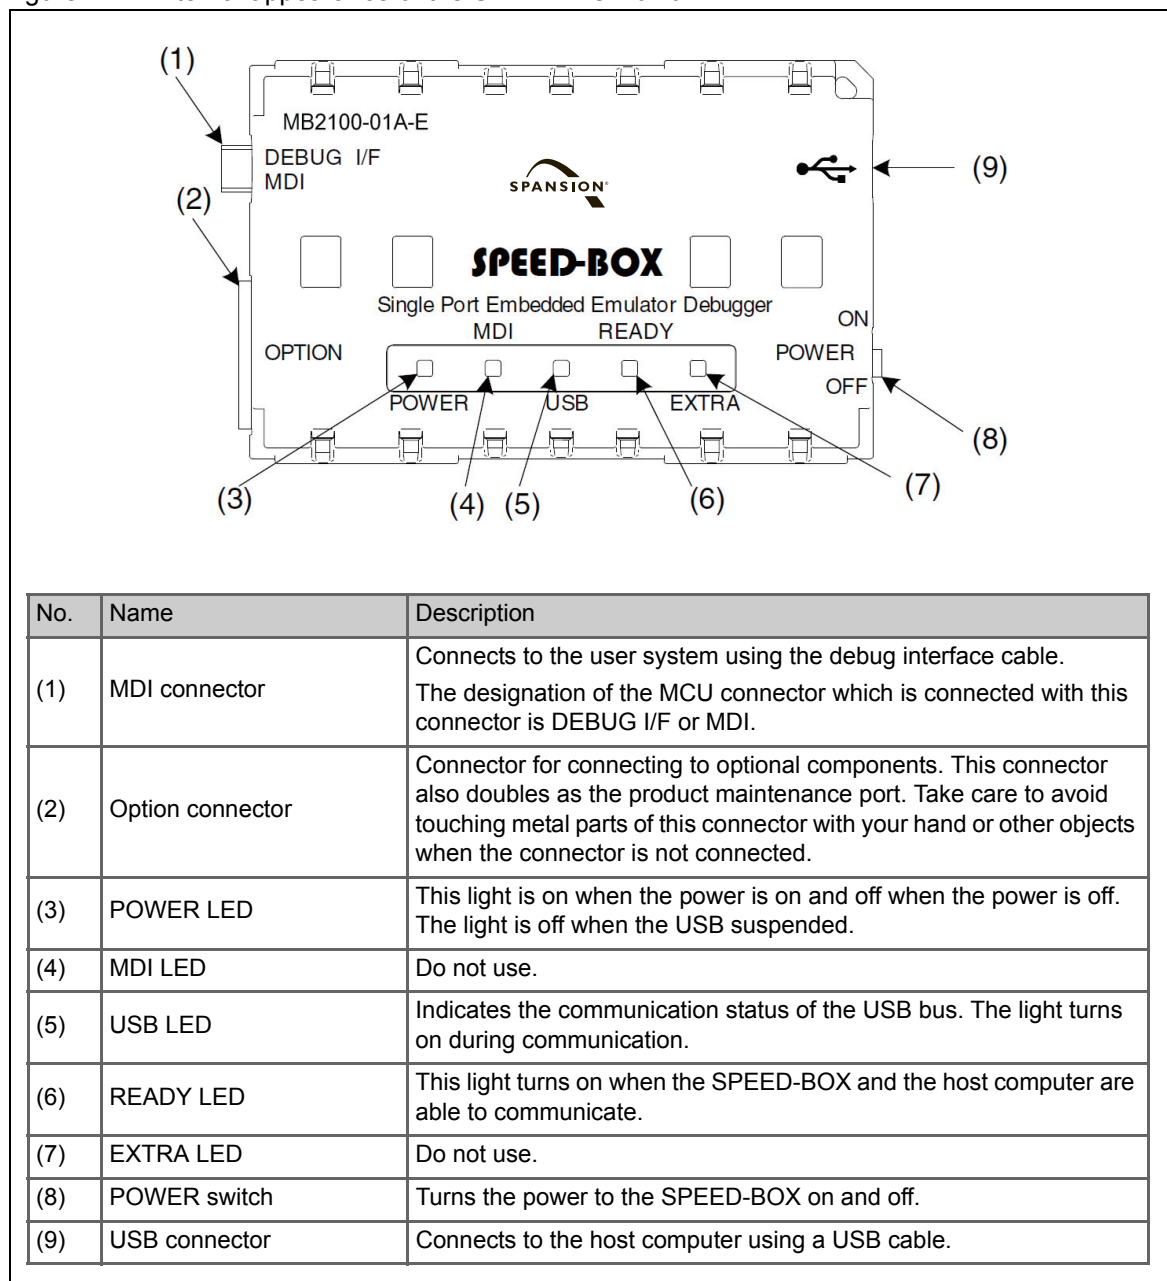 (1)
MB2100-01A-E
DEBUG I/F
MDI
(2)
SPANSION®
(9)
SPEED-BOX
Single Port Embedded Emulator Debugger
MDI READY
ON
OPTION
POWER
OFF
POWER USB EXTRA
(8)
(3)
(4)
(5)
(6)
(7)
No. Name Description
(1) MDI connector
Connects to the user system using the debug interface cable.
The designation of the MCU connector which is connected with this
connector is DEBUG I/F or MDI.
(2) Option connector
Connector for connecting to optional components. This connector
also doubles as the product maintenance port. Take care to avoid
touching metal parts of this connector with your hand or other objects
when the connector is not connected.
(3) POWER LED
This light is on when the power is on and off when the power is off.
The light is off when the USB suspended.
(4) MDI LED Do not use.
(5) USB LED
Indicates the communication status of the USB bus. The light turns
on during communication.
(6) READY LED
This light turns on when the SPEED-BOX and the host computer are
able to communicate.
(7) EXTRA LED Do not use.
(8) POWER switch Turns the power to the SPEED-BOX on and off.
(9) USB connector Connects to the host computer using a USB cable.